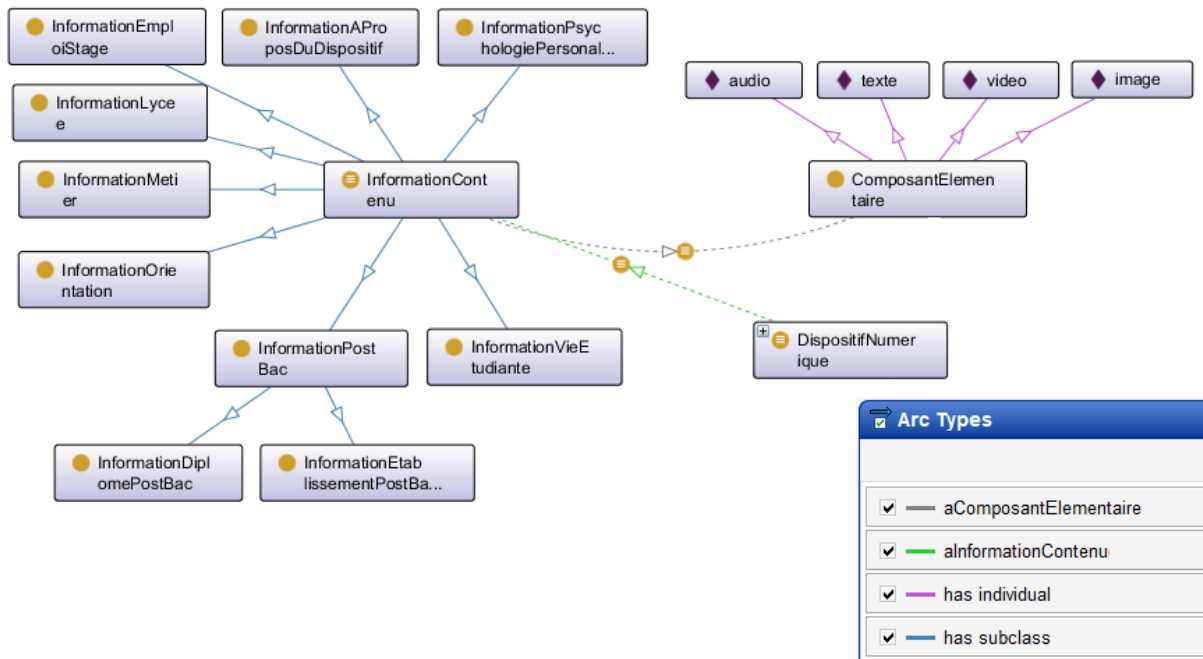 InformationEmpl
oiStage
InformationAPro
posDuDispositif
InformationPsyc
hologiePersonal...
InformationLyce
e
audio
texte
video
image
InformationMeti
er
InformationCont
enu
ComposantElemen
taire
InformationOrie
ntation
InformationPost
Bac
InformationVieE
tudiante
DispositifNumer
ique
InformationDipl
omePostBac
InformationEtab
lissementPostBa...
Arc Types
aComposantElementaire
aInformationContenu
has individual
has subclass